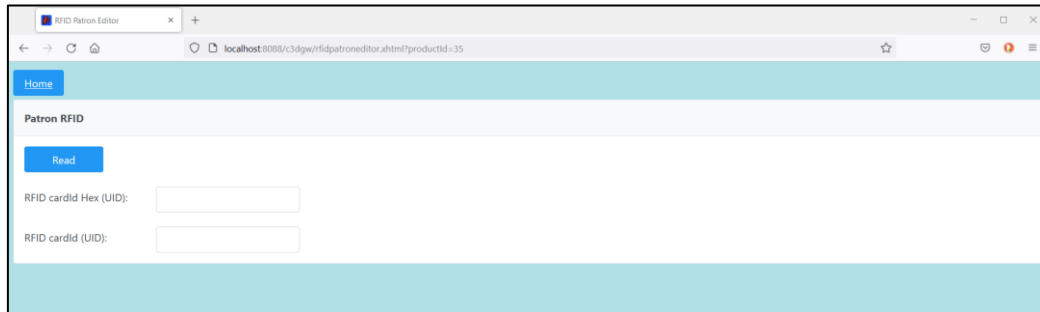 RFID Patron Editor
localhost:8088/c3dgw/rfidpatroneditor.xhtml?productId=35
Home
Patron RFID
Read
RFID cardId Hex (UID):
RFID cardId (UID):